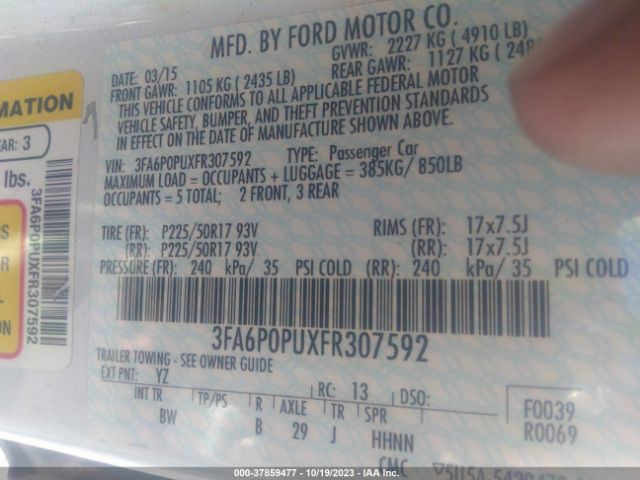 MFD. BY FORD MOTOR CO.
DATE: 03/15
GVWR: 2227 KG ( 4910 LB)
FRONT GAWR: 1105 KG ( 2435 LB)
REAR GAWR: 1127 KG (
THIS VEHICLE CONFORMS TO ALL APPLICABLE FEDERAL MOTOR
VEHICLE SAFETY, BUMPER, AND THEFT PREVENTION STANDARDS
IN EFFECT ON THE DATE OF MANUFACTURE SHOWN ABOVE.
VIN: 3FA6P0PUXFR307592 TYPE: Passenger Car
MAXIMUM LOAD = OCCUPANTS + LUGGAGE = 385KG/ 850LB
OCCUPANTS = 5 TOTAL; 2 FRONT, 3 REAR
TIRE (FR): P225/50R17 93V RIMS (FR): 17x7.5J
(RR): P225/50R17 93V (RR): 17x7.5J
PRESSURE (FR): 240 kPa/ 35 PSI COLD (RR): 240 kPa/ 35 PSI COLD
3FA6P0PUXFR307592
TRAILER TOWING - SEE OWNER GUIDE
EXT PNT: YZ RC: 13 DSO:
INT TR TP/PS R AXLE TR SPR
BW B 29 J HHNN
F0039
R0069
CMC
MATION
EAR: 3
lbs.
3FA6P0PUXFR307592
ON
000-37859477 - 10/19/2023